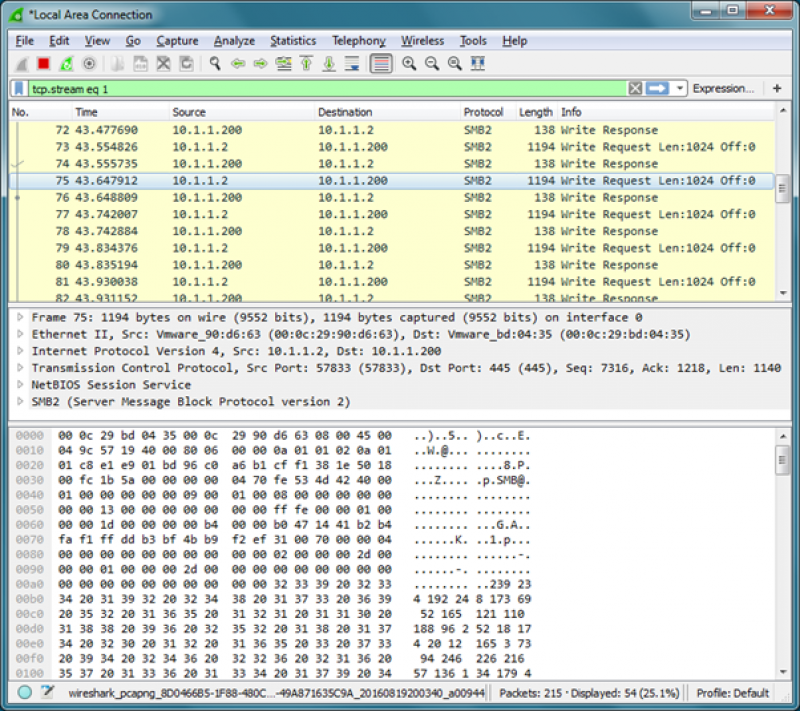 *Local Area Connection
File Edit View Go Capture Analyze Statistics Telephony Wireless Tools Help
tcp.stream eq 1 Expression... +
No. Time Source Destination Protocol Length Info
72 43.477690 10.1.1.200 10.1.1.2 SMB2 138 Write Response
73 43.554826 10.1.1.2 10.1.1.200 SMB2 1194 Write Request Len:1024 Off:0
74 43.555735 10.1.1.200 10.1.1.2 SMB2 138 Write Response
75 43.647912 10.1.1.2 10.1.1.200 SMB2 1194 Write Request Len:1024 Off:0
76 43.648809 10.1.1.200 10.1.1.2 SMB2 138 Write Response
77 43.742007 10.1.1.2 10.1.1.200 SMB2 1194 Write Request Len:1024 Off:0
78 43.742884 10.1.1.200 10.1.1.2 SMB2 138 Write Response
79 43.834376 10.1.1.2 10.1.1.200 SMB2 1194 Write Request Len:1024 Off:0
80 43.835194 10.1.1.200 10.1.1.2 SMB2 138 Write Response
81 43.930038 10.1.1.2 10.1.1.200 SMB2 1194 Write Request Len:1024 Off:0
82 43.931152 10.1.1.200 10.1.1.2 SMB2 138 Write Response
Frame 75: 1194 bytes on wire (9552 bits), 1194 bytes captured (9552 bits) on interface 0
Ethernet II, Src: Vmware_90:d6:63 (00:0c:29:90:d6:63), Dst: Vmware_bd:04:35 (00:0c:29:bd:04:35)
Internet Protocol Version 4, Src: 10.1.1.2, Dst: 10.1.1.200
Transmission Control Protocol, Src Port: 57833 (57833), Dst Port: 445 (445), Seq: 7316, Ack: 1218, Len: 1140
NetBIOS Session Service
SMB2 (Server Message Block Protocol version 2)
0000 00 0c 29 bd 04 35 00 0c 29 90 d6 63 08 00 45 00 ..)..5.. )..c..E.
0010 04 9c 57 19 40 00 80 06 00 00 0a 01 01 02 0a 01 ..W.@... ........
0020 01 c8 e1 e9 01 bd 96 c0 a6 b1 cf f1 38 1e 50 18 ........ ....8.P.
0030 00 fc 1b 5a 00 00 00 00 04 70 fe 53 4d 42 40 00 ...Z.... .p.SMB@.
0040 01 00 00 00 00 00 09 00 01 00 08 00 00 00 00 00 ........ ........
0050 00 00 13 00 00 00 00 00 00 00 ff fe 00 00 01 00 ........ ........
0060 00 00 1d 00 00 00 00 b4 00 00 b0 47 14 41 b2 b4 ........ ...G.A..
0070 fa f1 ff dd b3 bf 4b b9 f2 ef 31 00 70 00 00 04 ......K. ..1.p...
0080 00 00 00 00 00 00 00 00 00 00 02 00 00 00 2d 00 ........ ......-.
0090 00 00 01 00 00 00 2d 00 00 00 00 00 00 00 00 00 ......-. ........
00a0 00 00 00 00 00 00 00 00 00 00 32 33 39 20 32 33 ........ ..239 23
00b0 34 20 31 39 32 20 32 34 38 20 31 37 33 20 36 39 4 192 24 8 173 69
00c0 20 35 32 20 31 36 35 20 31 32 31 20 31 31 30 20 52 165 121 110
00d0 31 38 38 20 39 36 20 32 35 32 20 31 38 20 31 37 188 96 2 52 18 17
00e0 34 20 32 30 20 31 32 20 31 36 35 20 33 20 37 33 4 20 12 165 3 73
00f0 20 39 34 20 32 34 36 20 32 32 36 20 32 31 36 20 94 246 226 216
0100 35 37 20 31 33 36 20 31 33 34 20 31 37 39 20 34 57 136 1 34 179 4
wireshark_pcapng_8D0466B5-1F88-480C...-49A871635C9A_20160819200340_a00944 Packets: 215 · Displayed: 54 (25.1%) Profile: Default